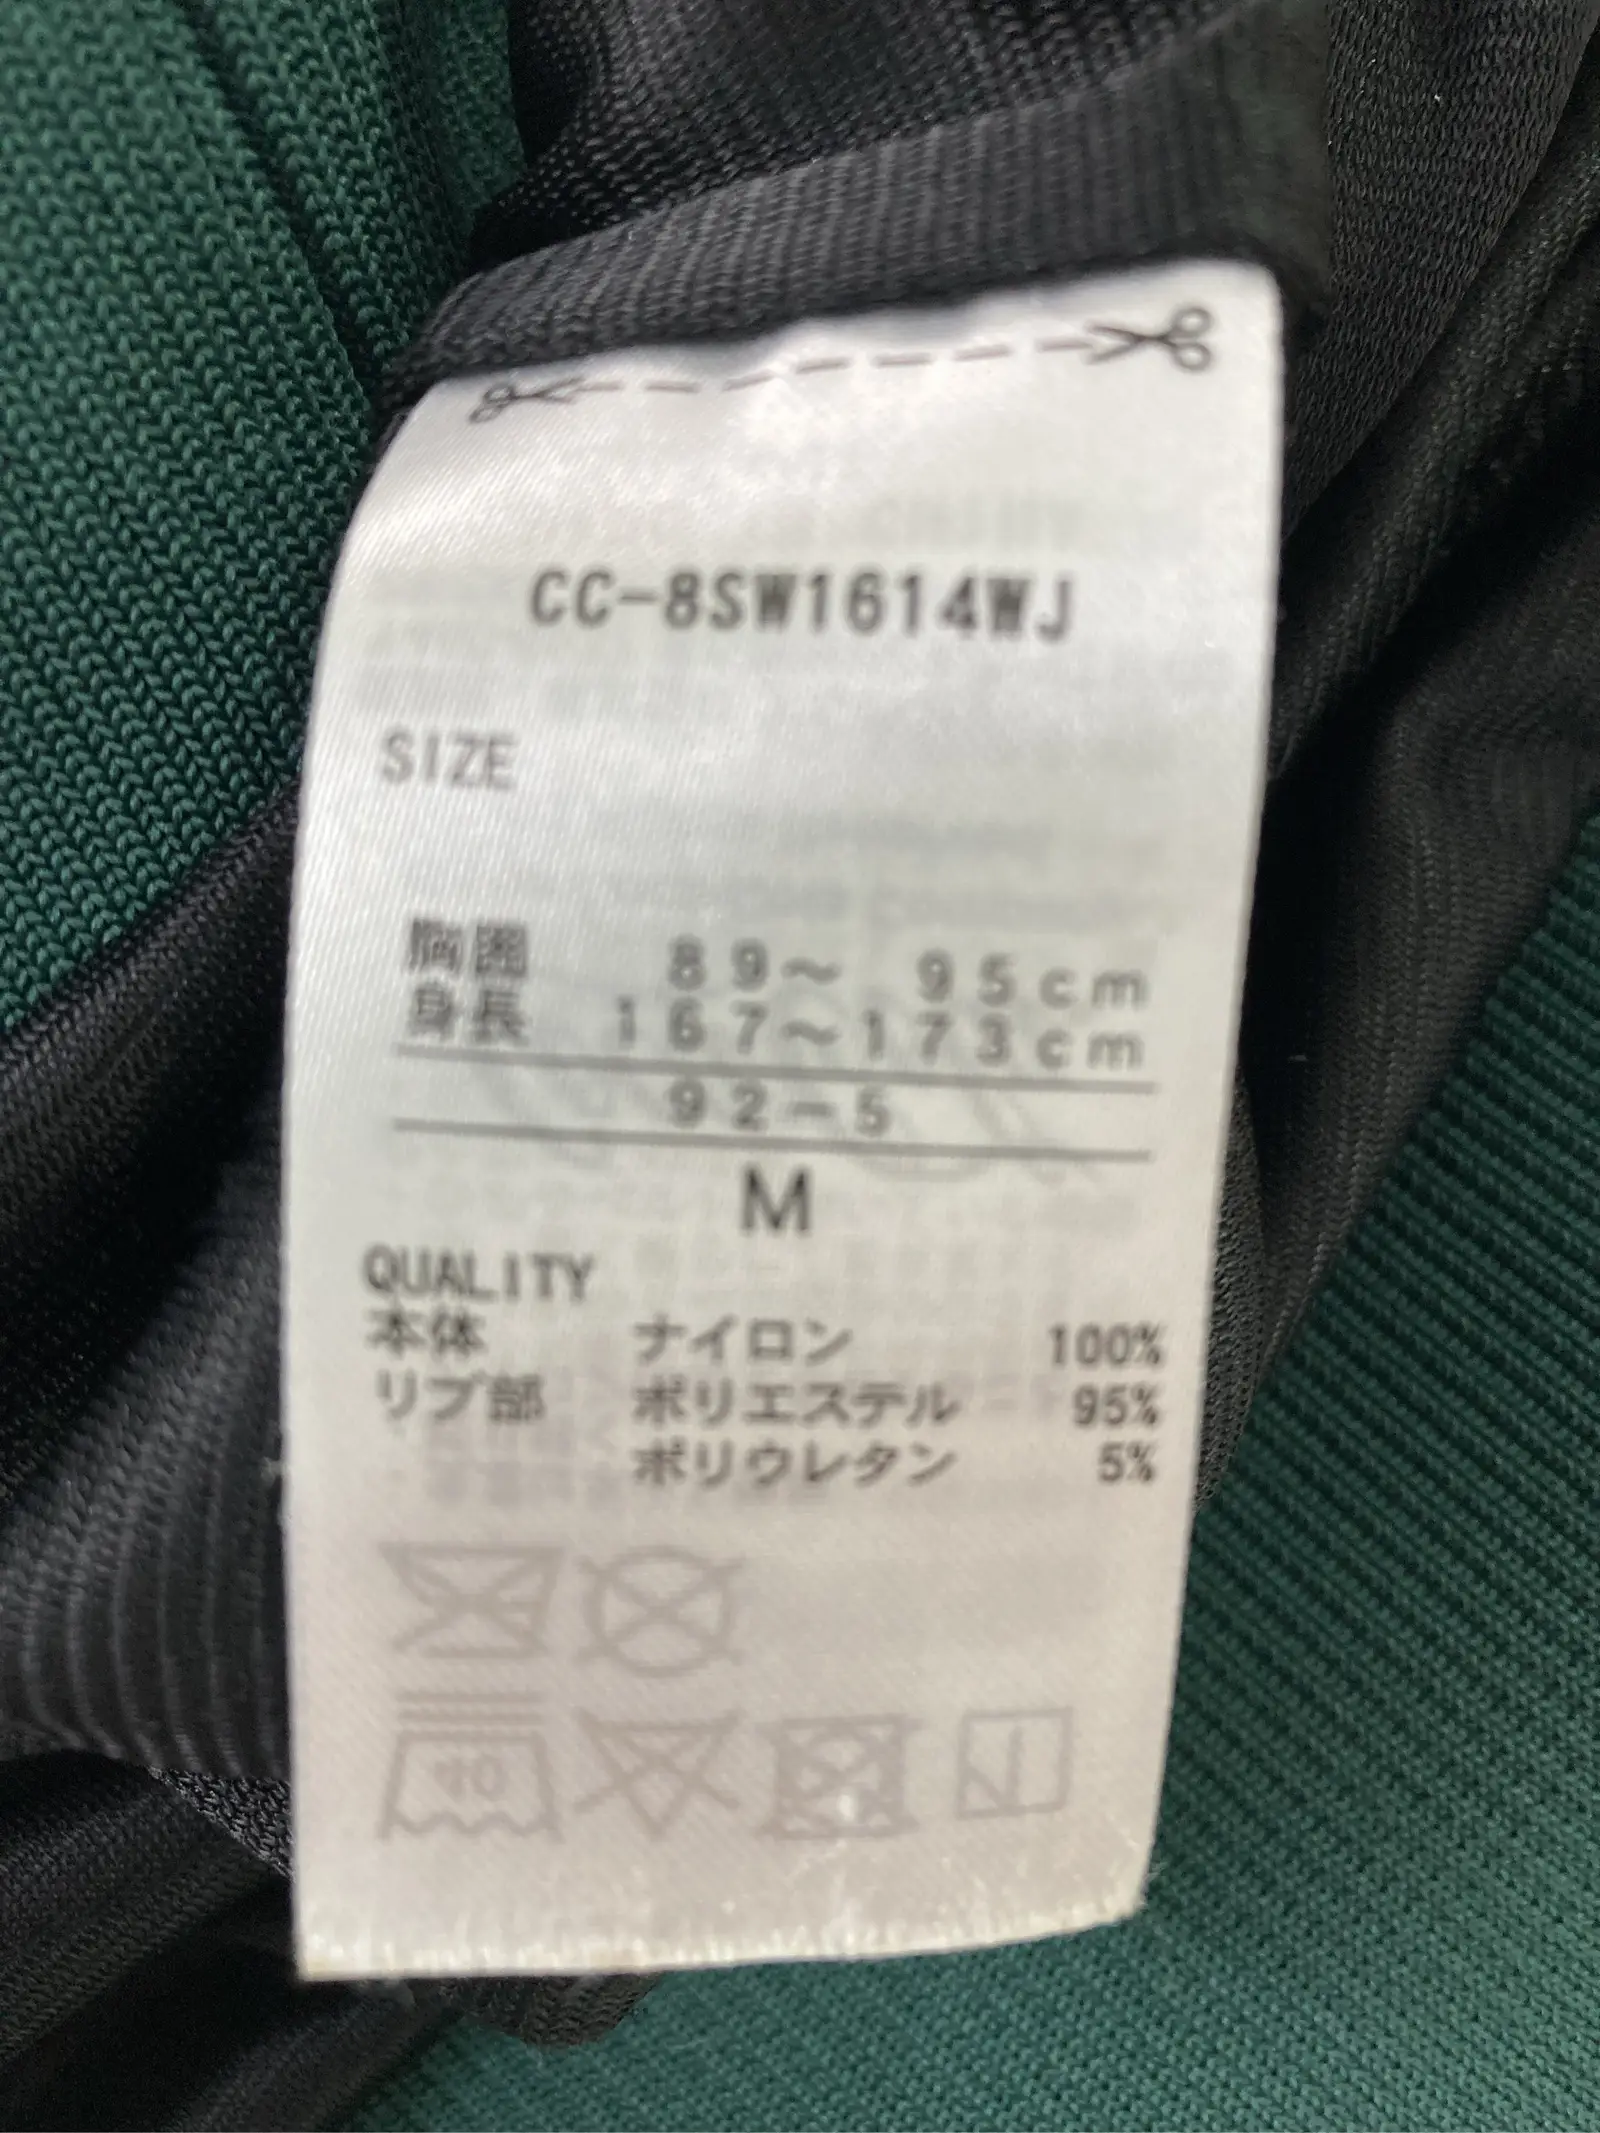 CC-8SW1614WJ
SIZE
胸囲 89～ 95cm
身長 167～173cm
92-5
M
QUALITY
本体 ナイロン 100%
リブ部 ポリエステル 95%
ポリウレタン 5%
40